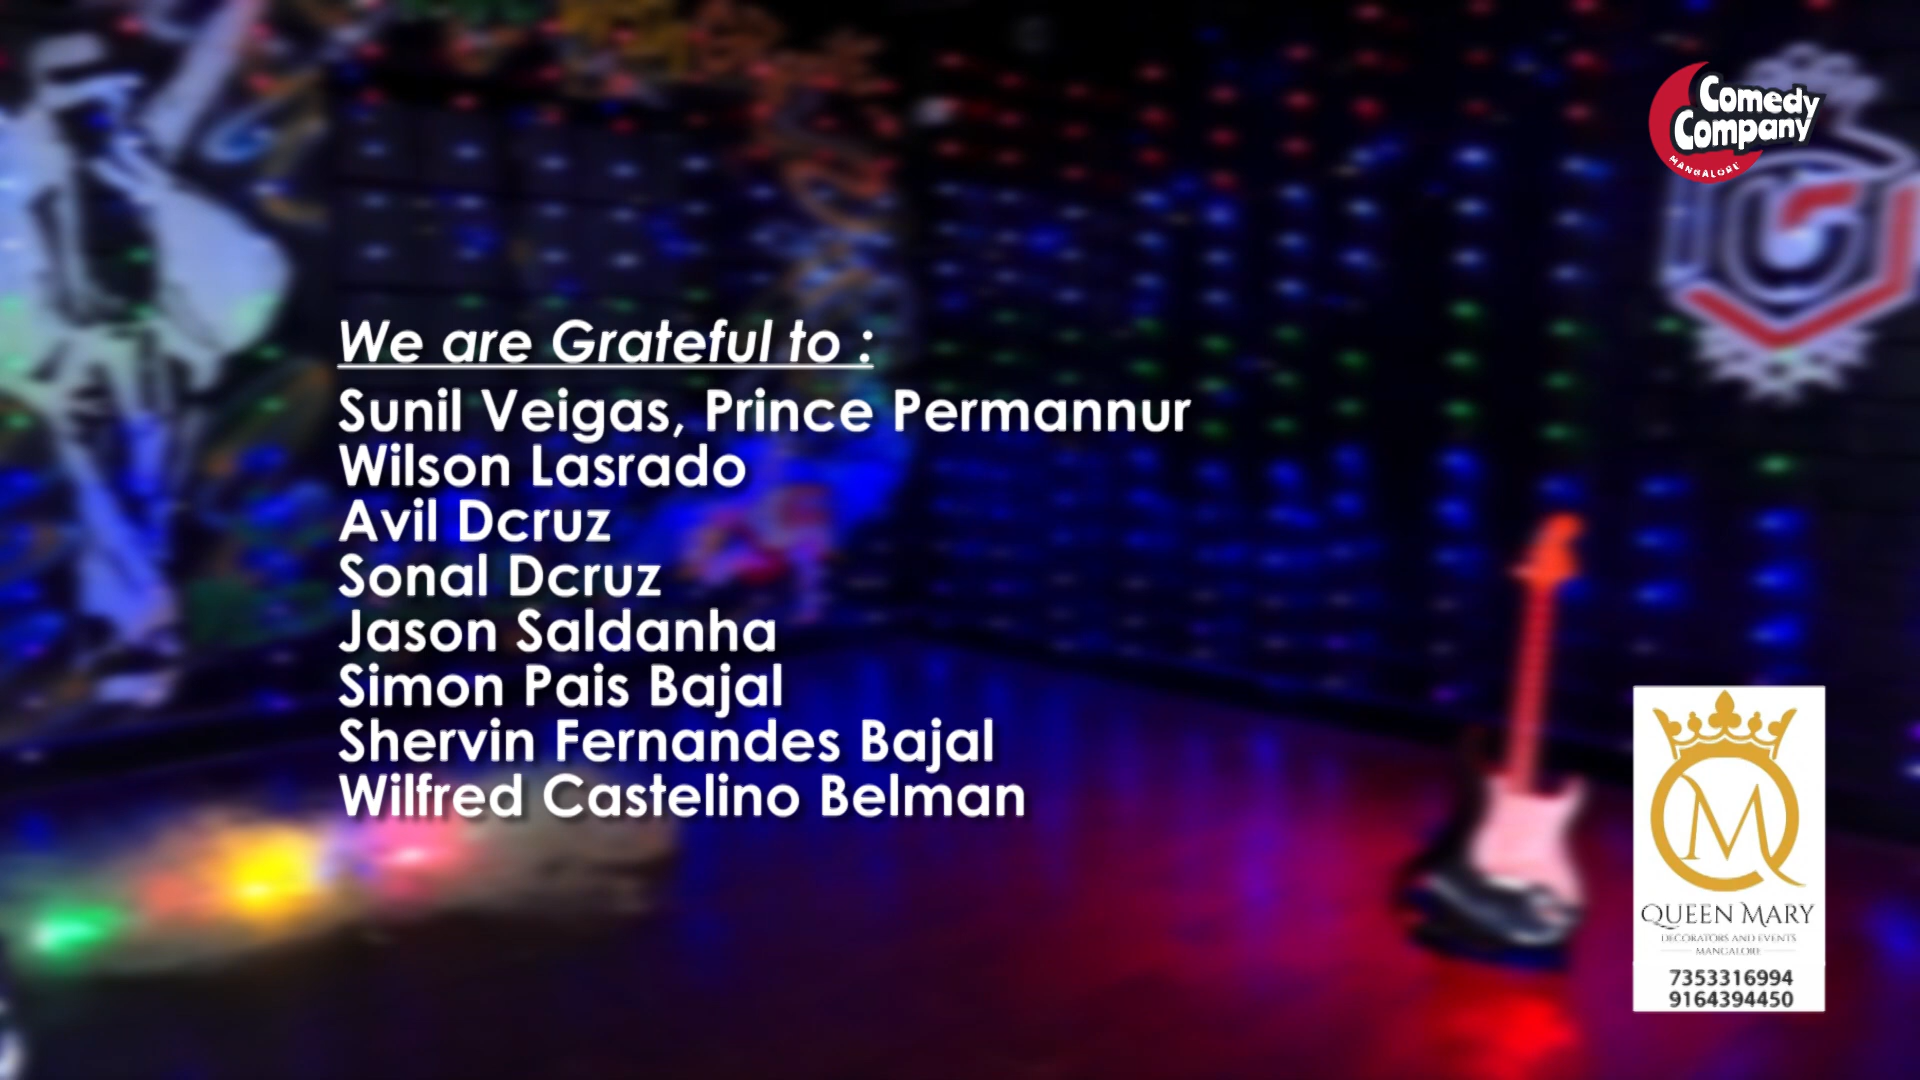 Comedy
Company
MANGALORE
We are Grateful to :
Sunil Veigas, Prince Permannur
Wilson Lasrado
Avil Dcruz
Sonal Dcruz
Jason Saldanha
Simon Pais Bajal
Shervin Fernandes Bajal
Wilfred Castelino Belman
QM
QUEEN MARY
DECORATORS AND EVENTS
MANGALORE
7353316994
9164394450